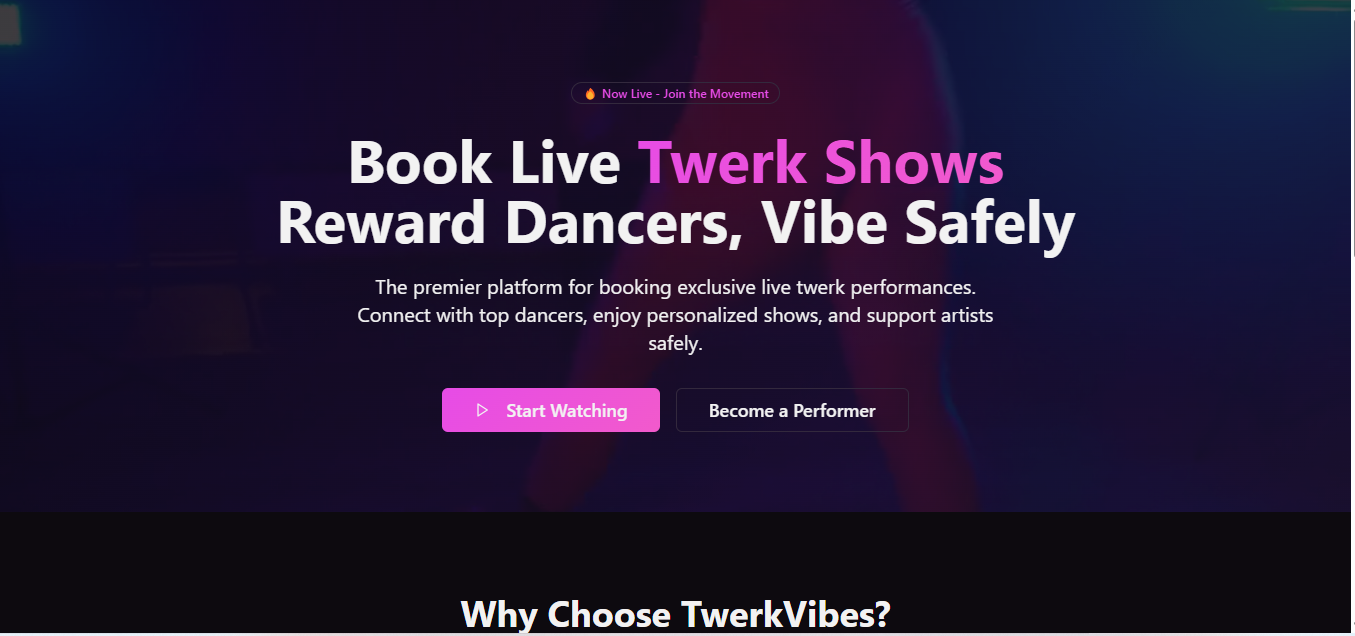 🔥 Now Live - Join the Movement
Book Live Twerk Shows
Reward Dancers, Vibe Safely
The premier platform for booking exclusive live twerk performances.
Connect with top dancers, enjoy personalized shows, and support artists
safely.
Start Watching
Become a Performer
Why Choose TwerkVibes?